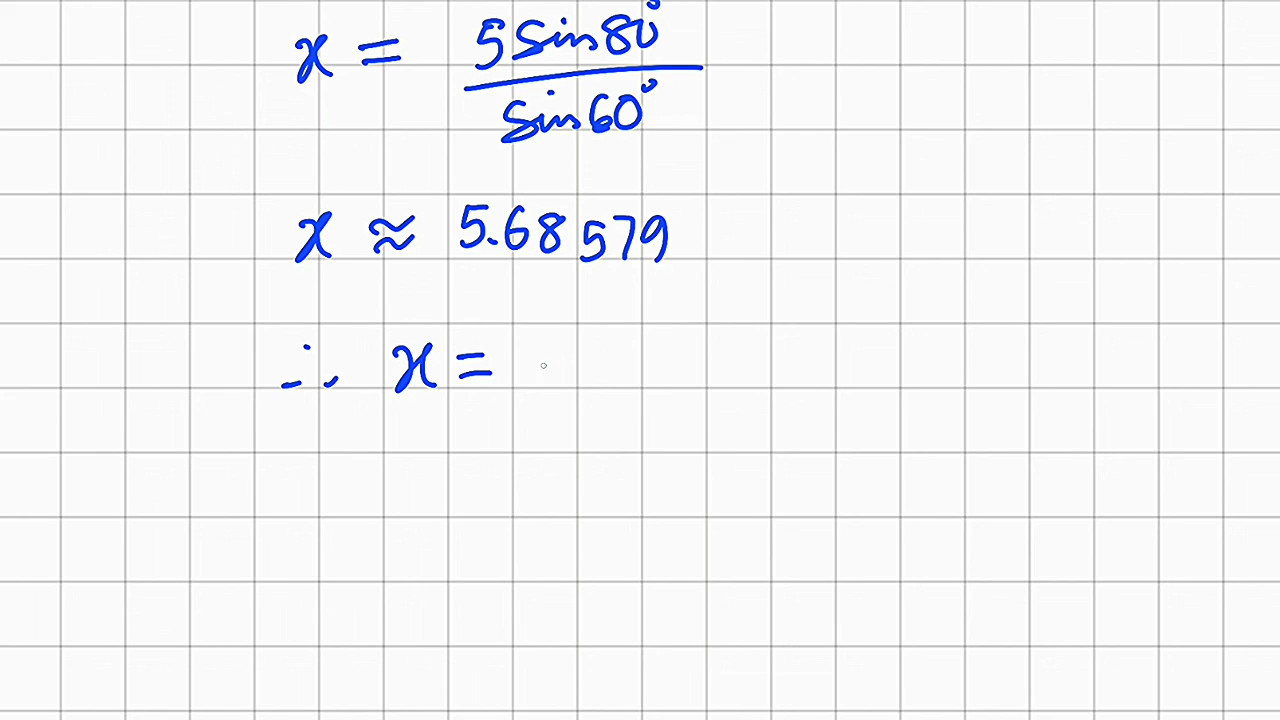 x = 5sin80° / sin60°
x ≈ 5.68579
∴ x =